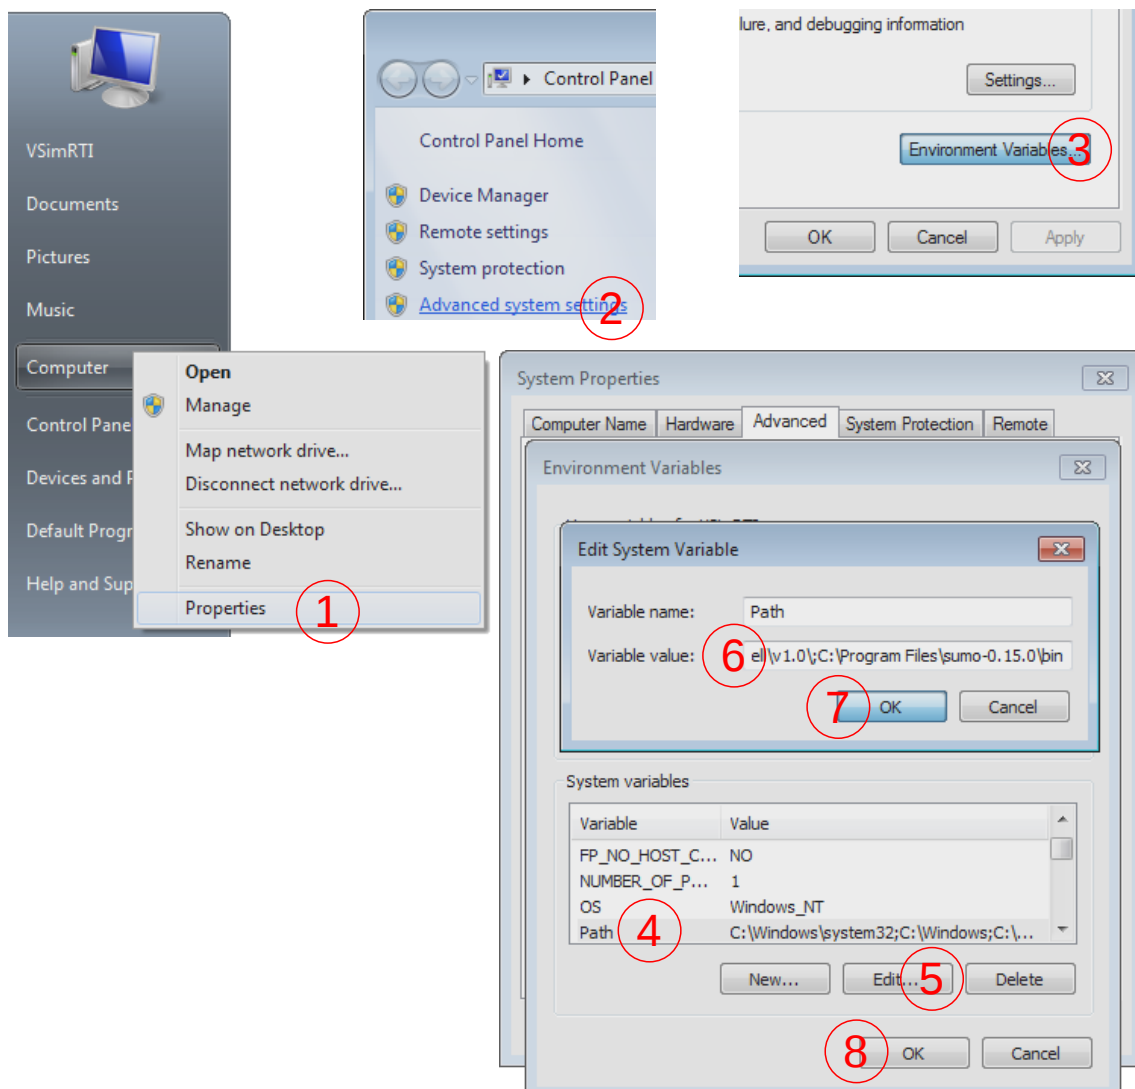 VSimRTI
Documents
Pictures
Music
Computer
Control Pane
Devices and P
Default Progr
Help and Sup
Open
Manage
Map network drive...
Disconnect network drive...
Show on Desktop
Rename
Properties
1
Control Panel
Control Panel Home
Device Manager
Remote settings
System protection
Advanced system settings
2
lure, and debugging information
Settings...
Environment Variables...
3
OK Cancel Apply
System Properties
Computer Name Hardware Advanced System Protection Remote
Environment Variables
Edit System Variable
Variable name: Path
Variable value: 6 ell\v1.0\;C:\Program Files\sumo-0.15.0\bin
7 OK Cancel
System variables
Variable Value
FP_NO_HOST_C... NO
NUMBER_OF_P... 1
OS Windows_NT
Path 4 C:\Windows\system32;C:\Windows;C:\...
New... Edit... 5 Delete
8 OK Cancel